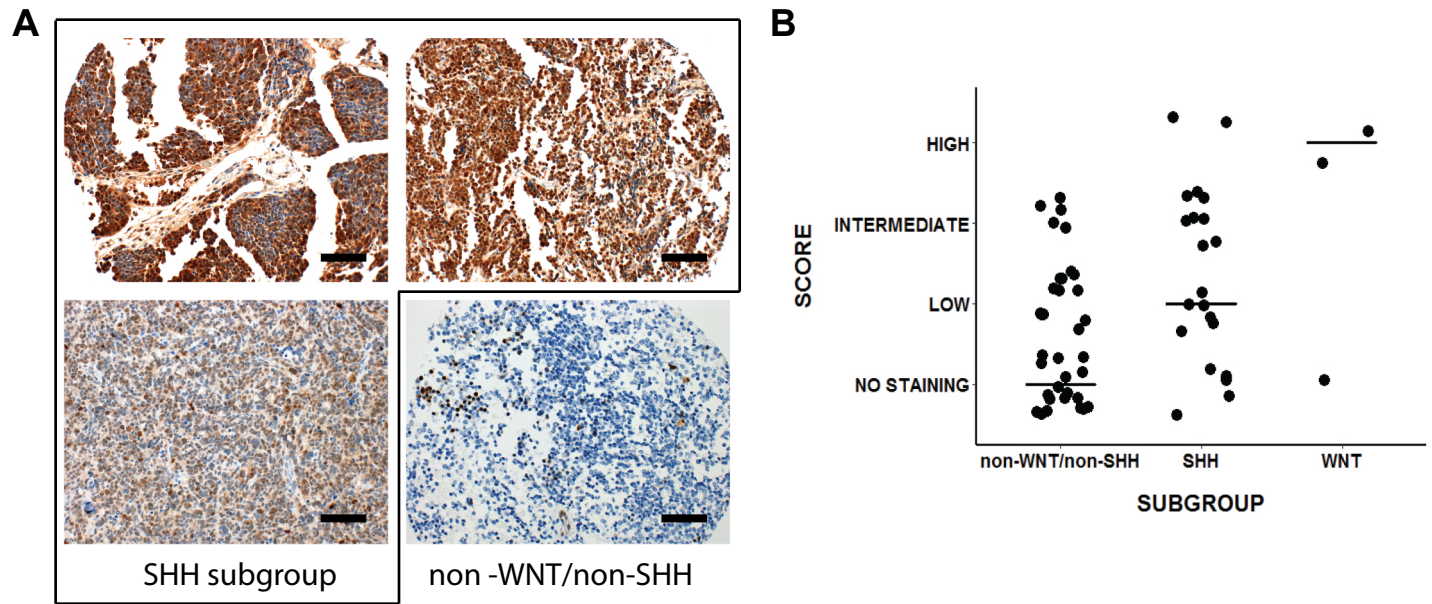 A
SHH subgroup
non -WNT/non-SHH
B
SCORE
HIGH
INTERMEDIATE
LOW
NO STAINING
non-WNT/non-SHH SHH WNT
SUBGROUP